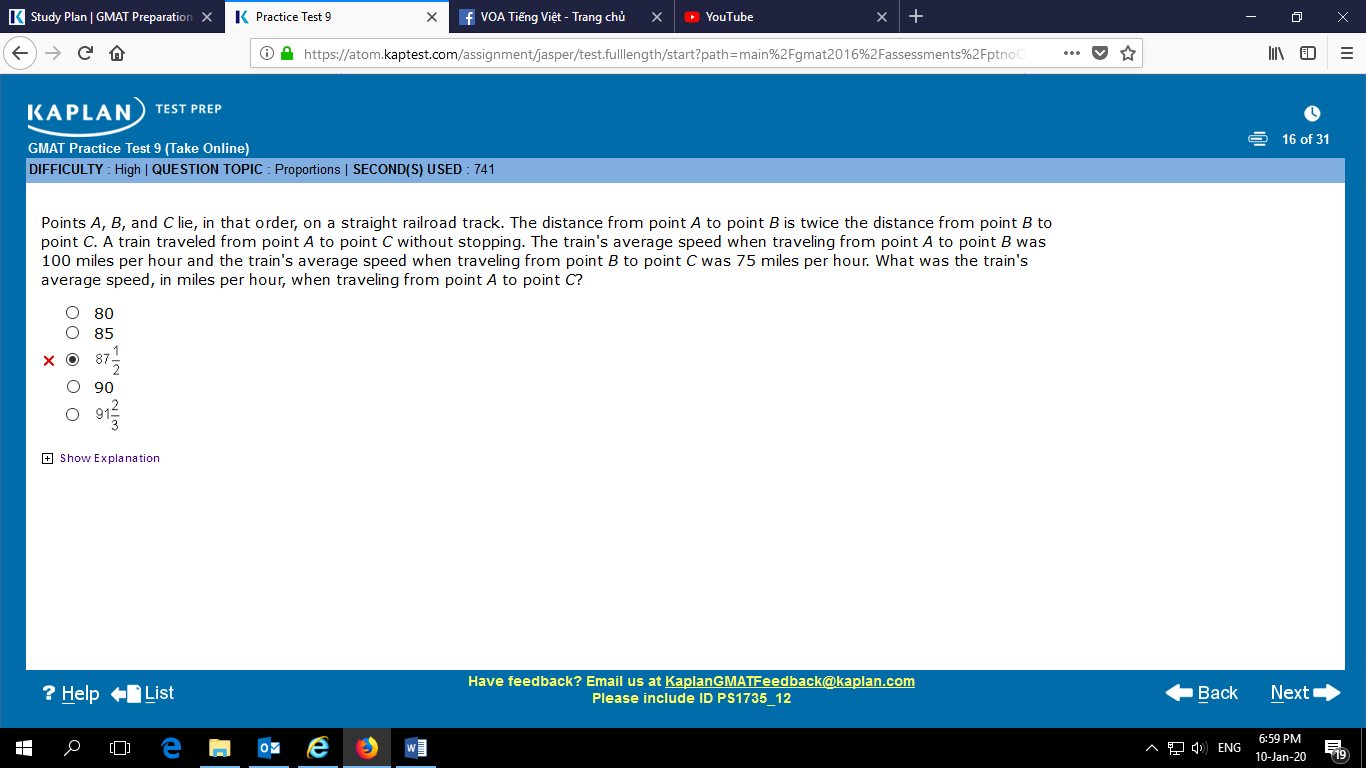 Study Plan | GMAT Preparation
Practice Test 9
VOA Tiếng Việt - Trang chủ
YouTube
https://atom.kaptest.com/assignment/jasper/test.fulllength/start?path=main%2Fgmat2016%2Fassessments%2Fptno
KAPLAN TEST PREP
GMAT Practice Test 9 (Take Online)
16 of 31
DIFFICULTY : High | QUESTION TOPIC : Proportions | SECOND(S) USED : 741
Points A, B, and C lie, in that order, on a straight railroad track. The distance from point A to point B is twice the distance from point B to
point C. A train traveled from point A to point C without stopping. The train's average speed when traveling from point A to point B was
100 miles per hour and the train's average speed when traveling from point B to point C was 75 miles per hour. What was the train's
average speed, in miles per hour, when traveling from point A to point C?
80
85
87 1/2
90
91 2/3
Show Explanation
Have feedback? Email us at KaplanGMATFeedback@kaplan.com
Please include ID PS1735_12
? Help
List
Back
Next
ENG
6:59 PM
10-Jan-20
19